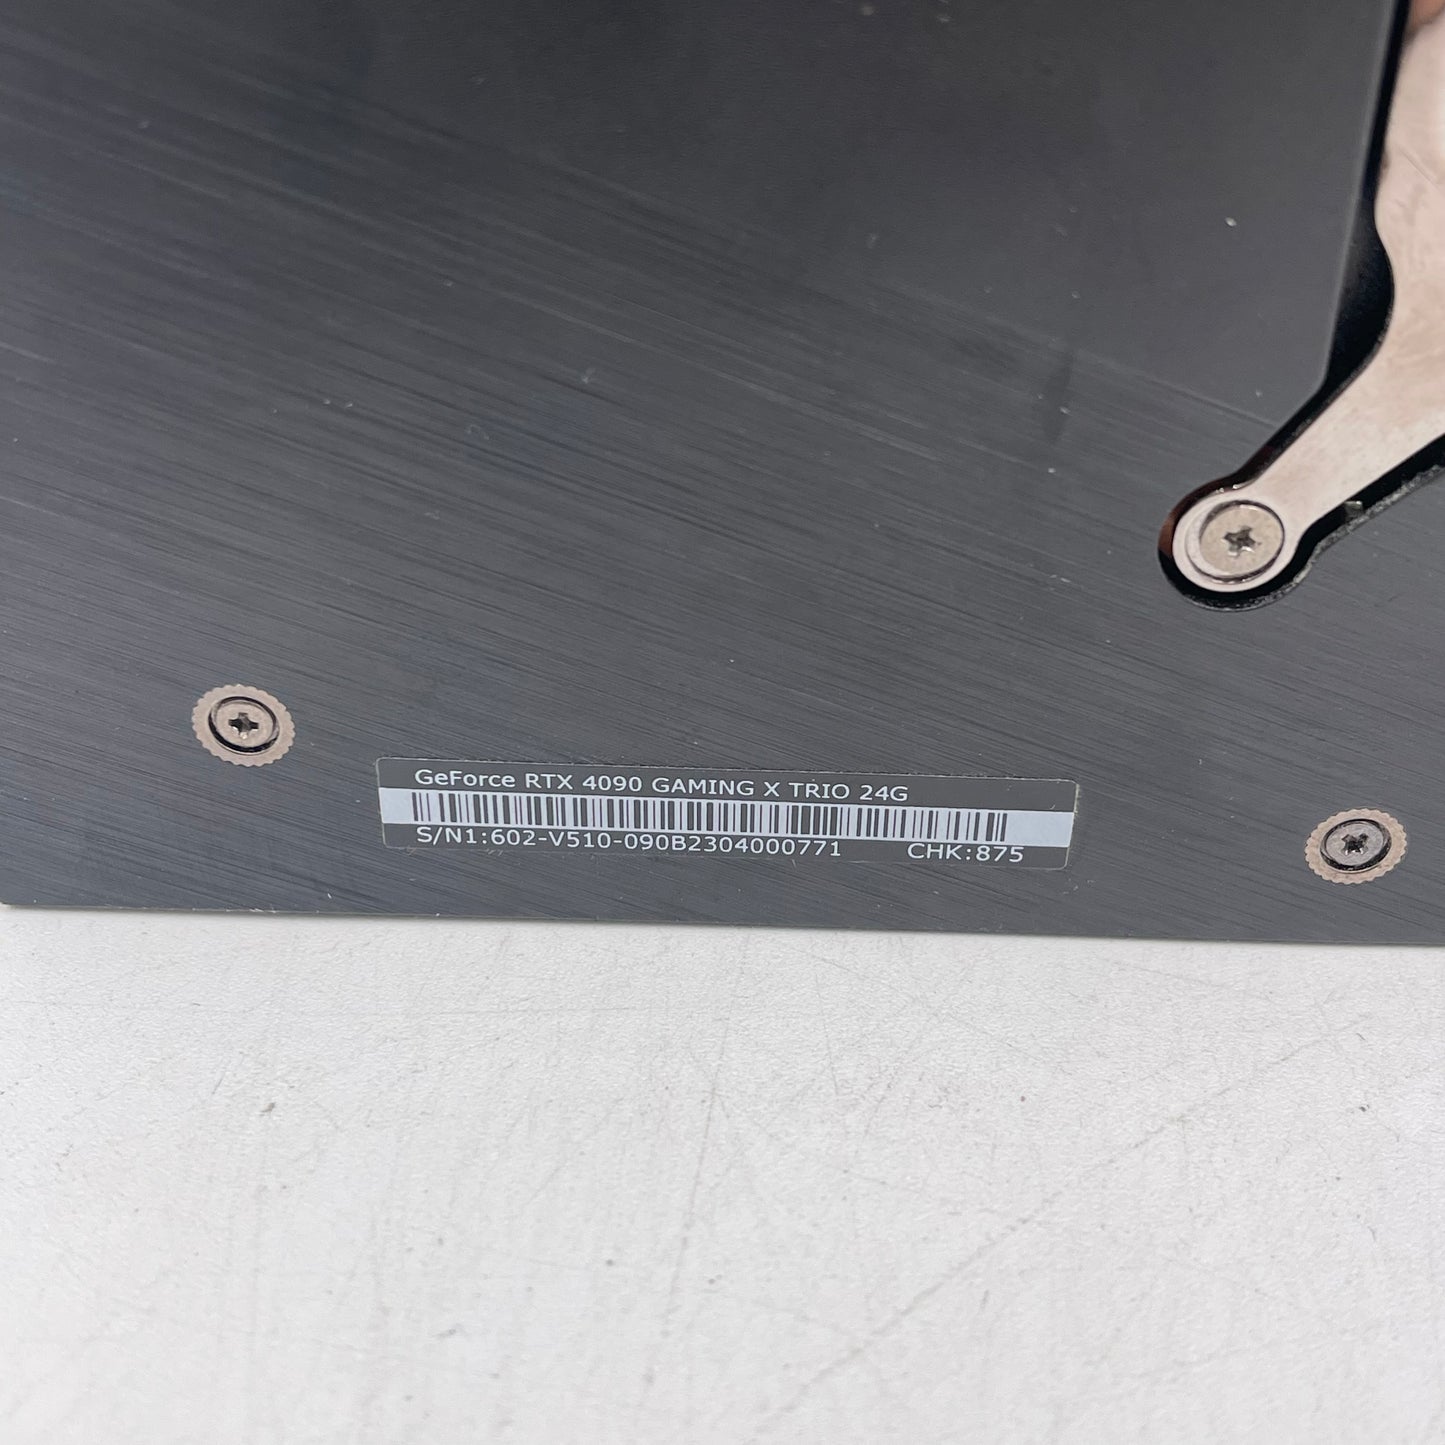 GeForce RTX 4090 GAMING X TRIO 24G
S/N1:602-V510-090B2304000771 CHK:875